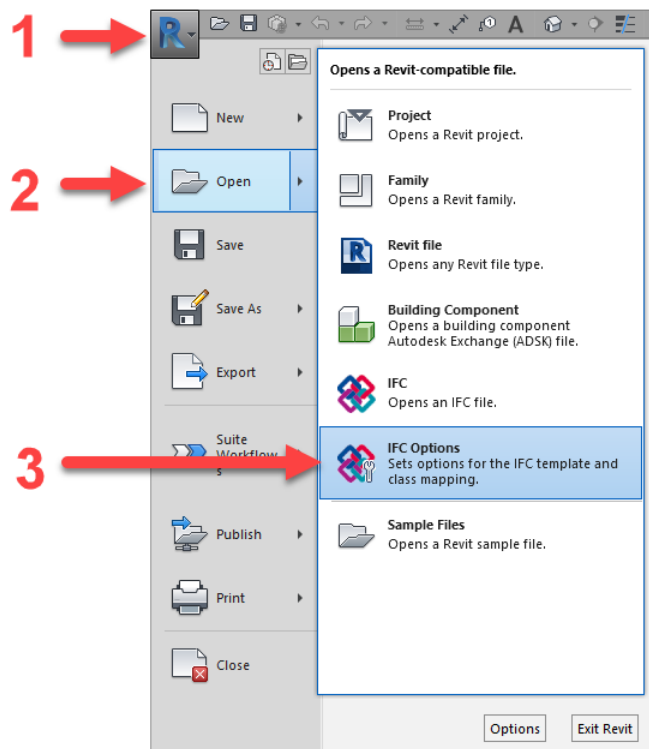 1
R
A
Opens a Revit-compatible file.
New
Project
Opens a Revit project.
2
Open
Family
Opens a Revit family.
Save
R
Revit file
Opens any Revit file type.
Save As
Building Component
Opens a building component
Autodesk Exchange (ADSK) file.
Export
IFC
Opens an IFC file.
3
Suite
Workflow
s
IFC Options
Sets options for the IFC template and
class mapping.
Publish
Sample Files
Opens a Revit sample file.
Print
Close
Options
Exit Revit